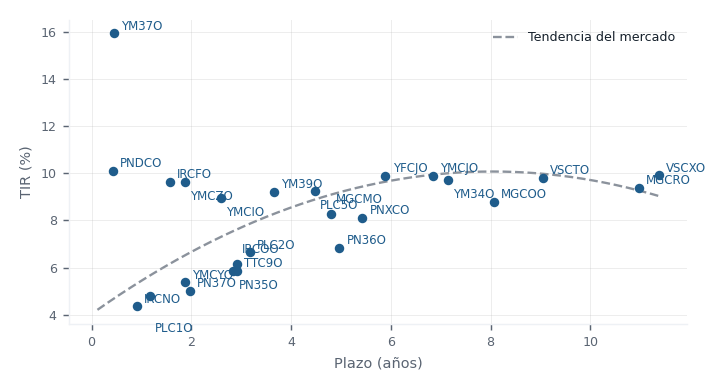 YM37O
Tendencia del mercado
PNDCO
IRCFO
YMCZO
YMCIO
YM39O
MGCMO
PLC5O
PNXCO
YFCJO
YMCJO
YM34O
MGCOO
VSCTO
VSCXO
MGCRO
PN36O
PLC2O
IRCOO
TTC9O
YMCYO
PN37O
PN35O
IRCNO
PLC1O
16
14
12
10
8
6
4
TIR (%)
0 2 4 6 8 10
Plazo (años)